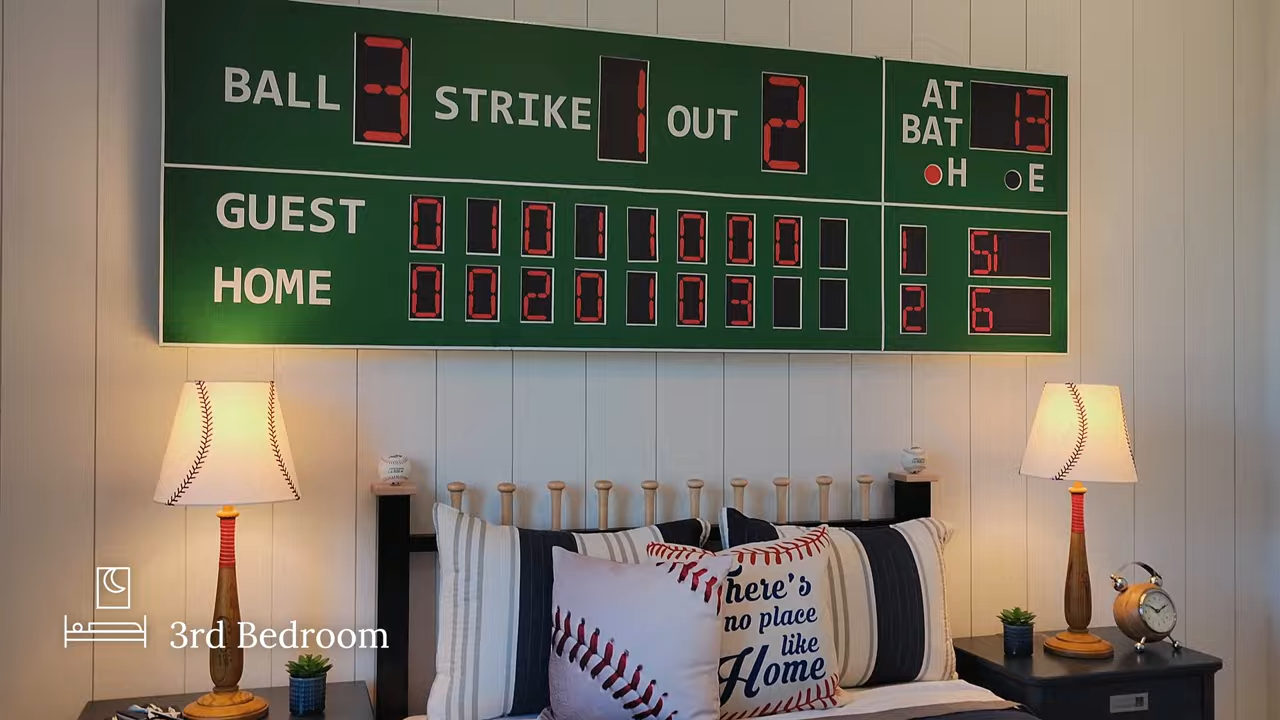 BALL 3 STRIKE 1 OUT 2
AT
BAT 13
H E
GUEST 0 1 0 1 1 0 0 0 1 51
HOME 0 0 2 0 1 0 3 2 6
There's
no place
like
Home
3rd Bedroom